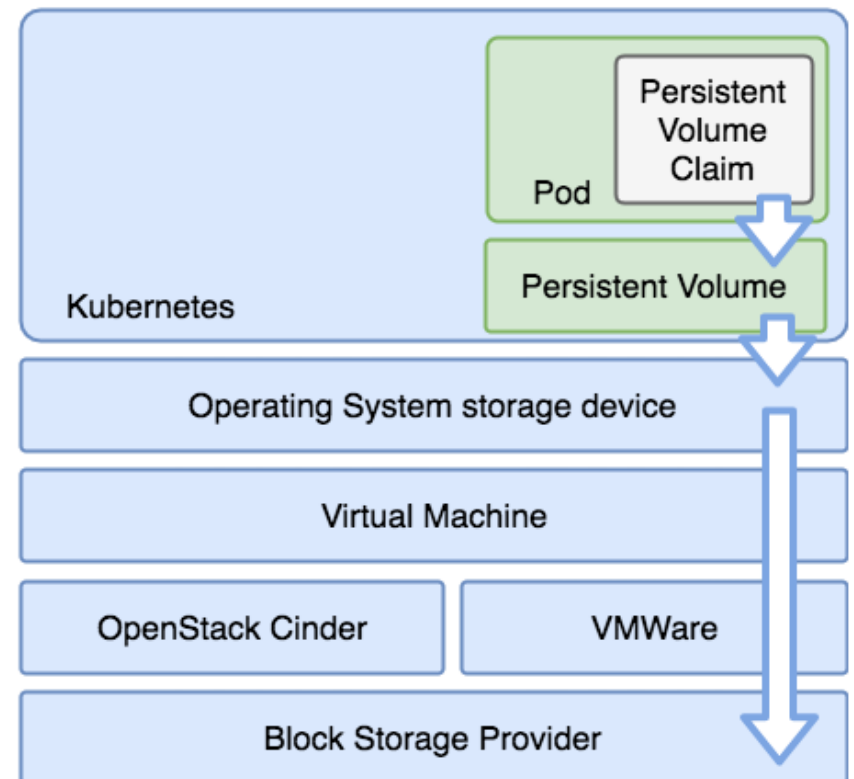 Persistent
Volume
Claim
Pod
Persistent Volume
Kubernetes
Operating System storage device
Virtual Machine
OpenStack Cinder
VMWare
Block Storage Provider